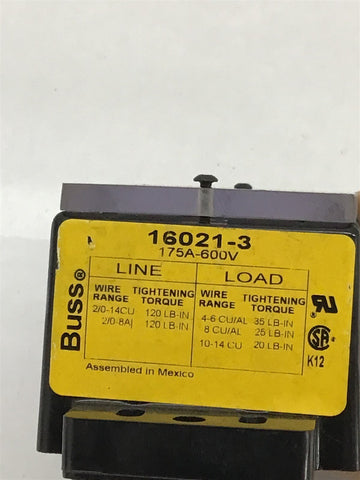 16021-3
175A-600V
Buss®
LINE LOAD
WIRE RANGE TIGHTENING TORQUE WIRE RANGE TIGHTENING TORQUE
2/0-14CU 120 LB-IN 4-6 CU/AL 35 LB-IN
2/0-8Al 120 LB-IN 8 CU/AL 25 LB-IN
10-14 CU 20 LB-IN
Assembled in Mexico
K12